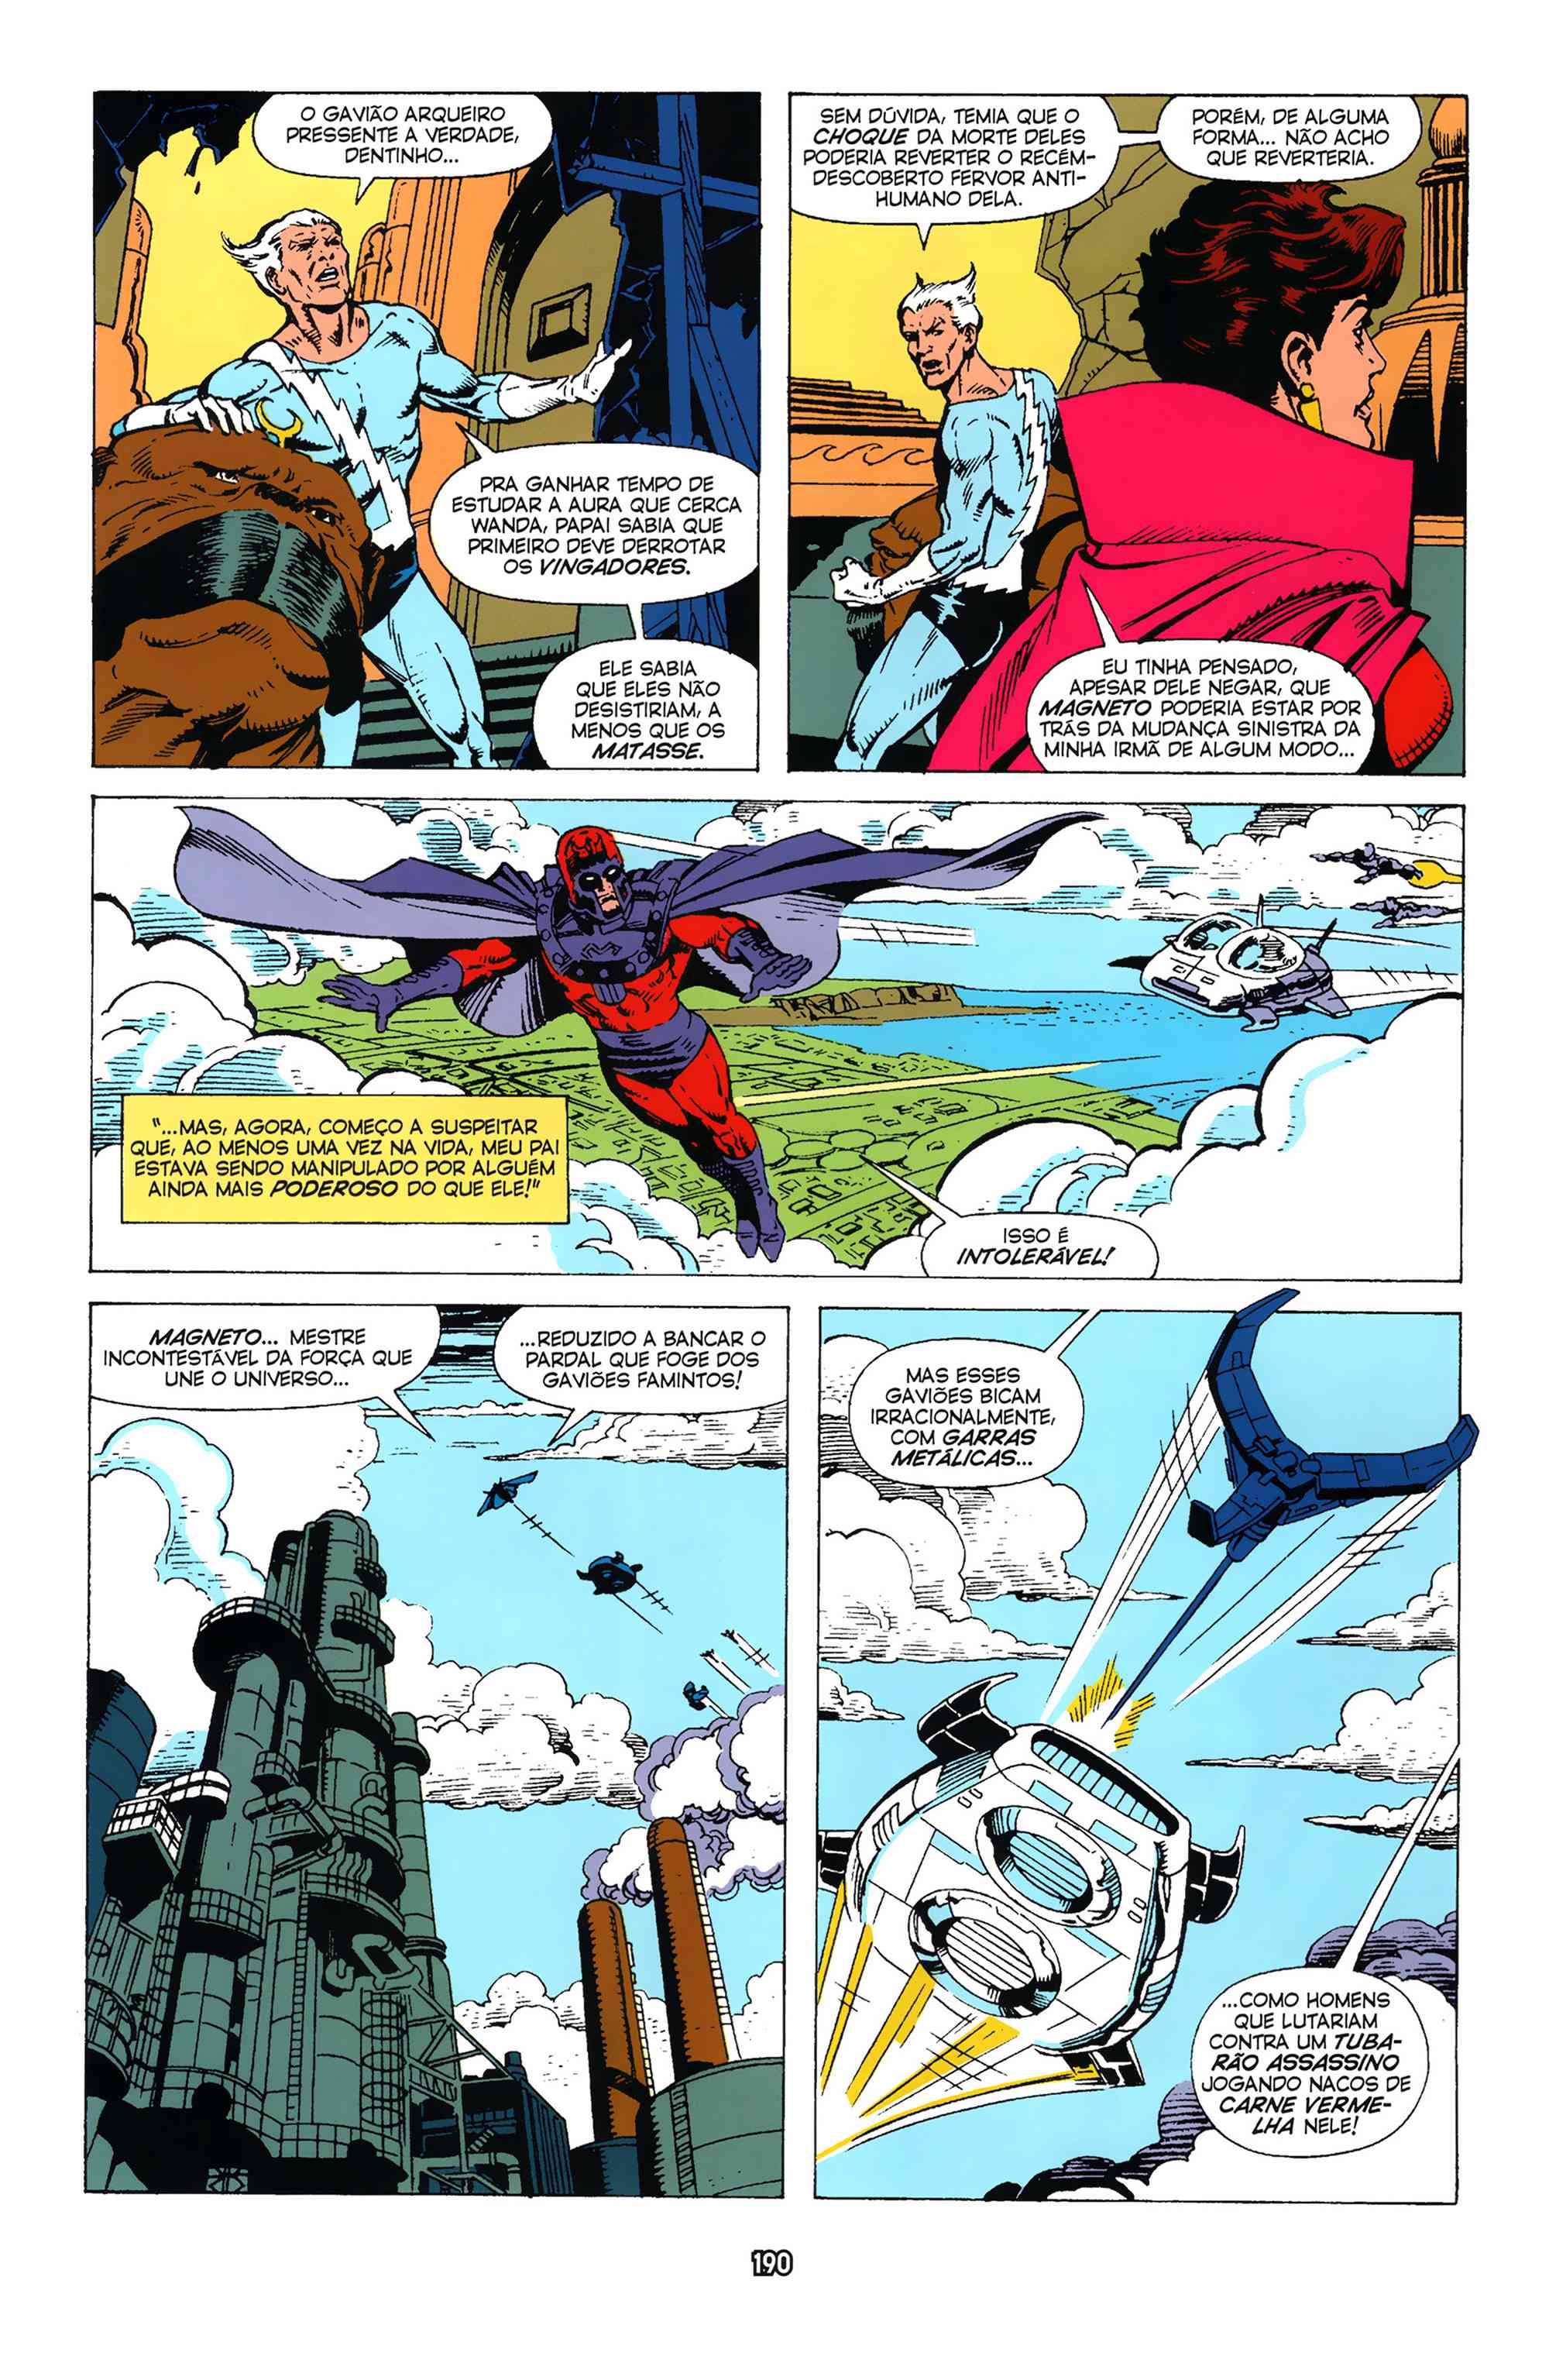 O GAVIÃO ARQUEIRO
PRESSENTE A VERDADE,
DENTINHO...
PRA GANHAR TEMPO DE
ESTUDAR A AURA QUE CERCA
WANDA, PAPAI SABIA QUE
PRIMEIRO DEVE DERROTAR
OS VINGADORES.
ELE SABIA
QUE ELES NÃO
DESISTIRIAM, A
MENOS QUE OS
MATASSE.
SEM DÚVIDA, TEMIA QUE O
CHOQUE DA MORTE DELES
PODERIA REVERTER O RECÉM-
DESCOBERTO FERVOR ANTI-
HUMANO DELA.
PORÉM, DE ALGUMA
FORMA... NÃO ACHO
QUE REVERTERIA.
EU TINHA PENSADO,
APESAR DELE NEGAR, QUE
MAGNETO PODERIA ESTAR POR
TRÁS DA MUDANÇA SINISTRA DA
MINHA IRMÃ DE ALGUM MODO...
"...MAS, AGORA, COMEÇO A SUSPEITAR
QUE, AO MENOS UMA VEZ NA VIDA, MEU PAI
ESTAVA SENDO MANIPULADO POR ALGUÉM
AINDA MAIS PODEROSO DO QUE ELE!"
ISSO É
INTOLERÁVEL!
MAGNETO... MESTRE
INCONTESTÁVEL DA FORÇA QUE
UNE O UNIVERSO...
...REDUZIDO A BANCAR O
PARDAL QUE FOGE DOS
GAVIÕES FAMINTOS!
MAS ESSES
GAVIÕES BICAM
IRRACIONALMENTE,
COM GARRAS
METÁLICAS...
...COMO HOMENS
QUE LUTARIAM
CONTRA UM TUBA-
RÃO ASSASSINO
JOGANDO NACOS DE
CARNE VERME-
LHA NELE!
190